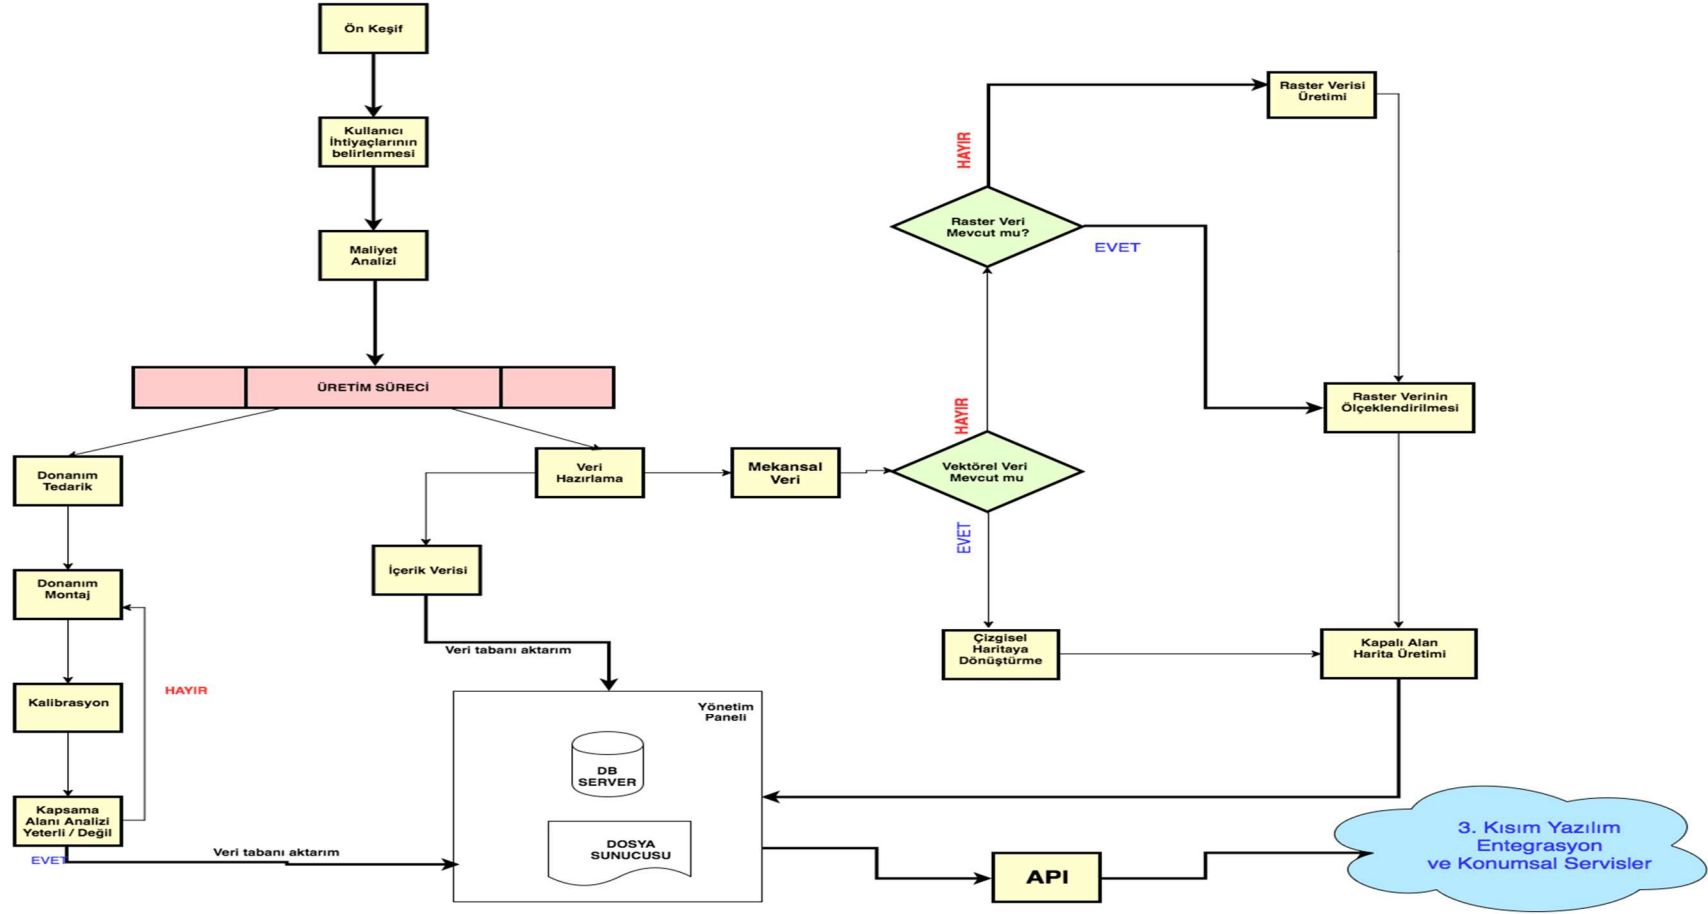 Ön Keşif
Kullanıcı
İhtiyaçlarının
belirlenmesi
Maliyet
Analizi
ÜRETİM SÜRECİ
Donanım
Tedarik
Donanım
Montaj
Kalibrasyon
HAYIR
Kapsama
Alanı Analizi
Yeterli / Değil
EVET
Veri tabanı aktarım
Veri
Hazırlama
İçerik Verisi
Veri tabanı aktarım
Mekansal
Veri
Vektörel Veri
Mevcut mu
HAYIR
EVET
Raster Veri
Mevcut mu?
HAYIR
EVET
Raster Verisi
Üretimi
Raster Verinin
Ölçeklendirilmesi
Çizgisel
Haritaya
Dönüştürme
Kapalı Alan
Harita Üretimi
Yönetim
Paneli
DB
SERVER
DOSYA
SUNUCUSU
API
3. Kısım Yazılım
Entegrasyon
ve Konumsal Servisler